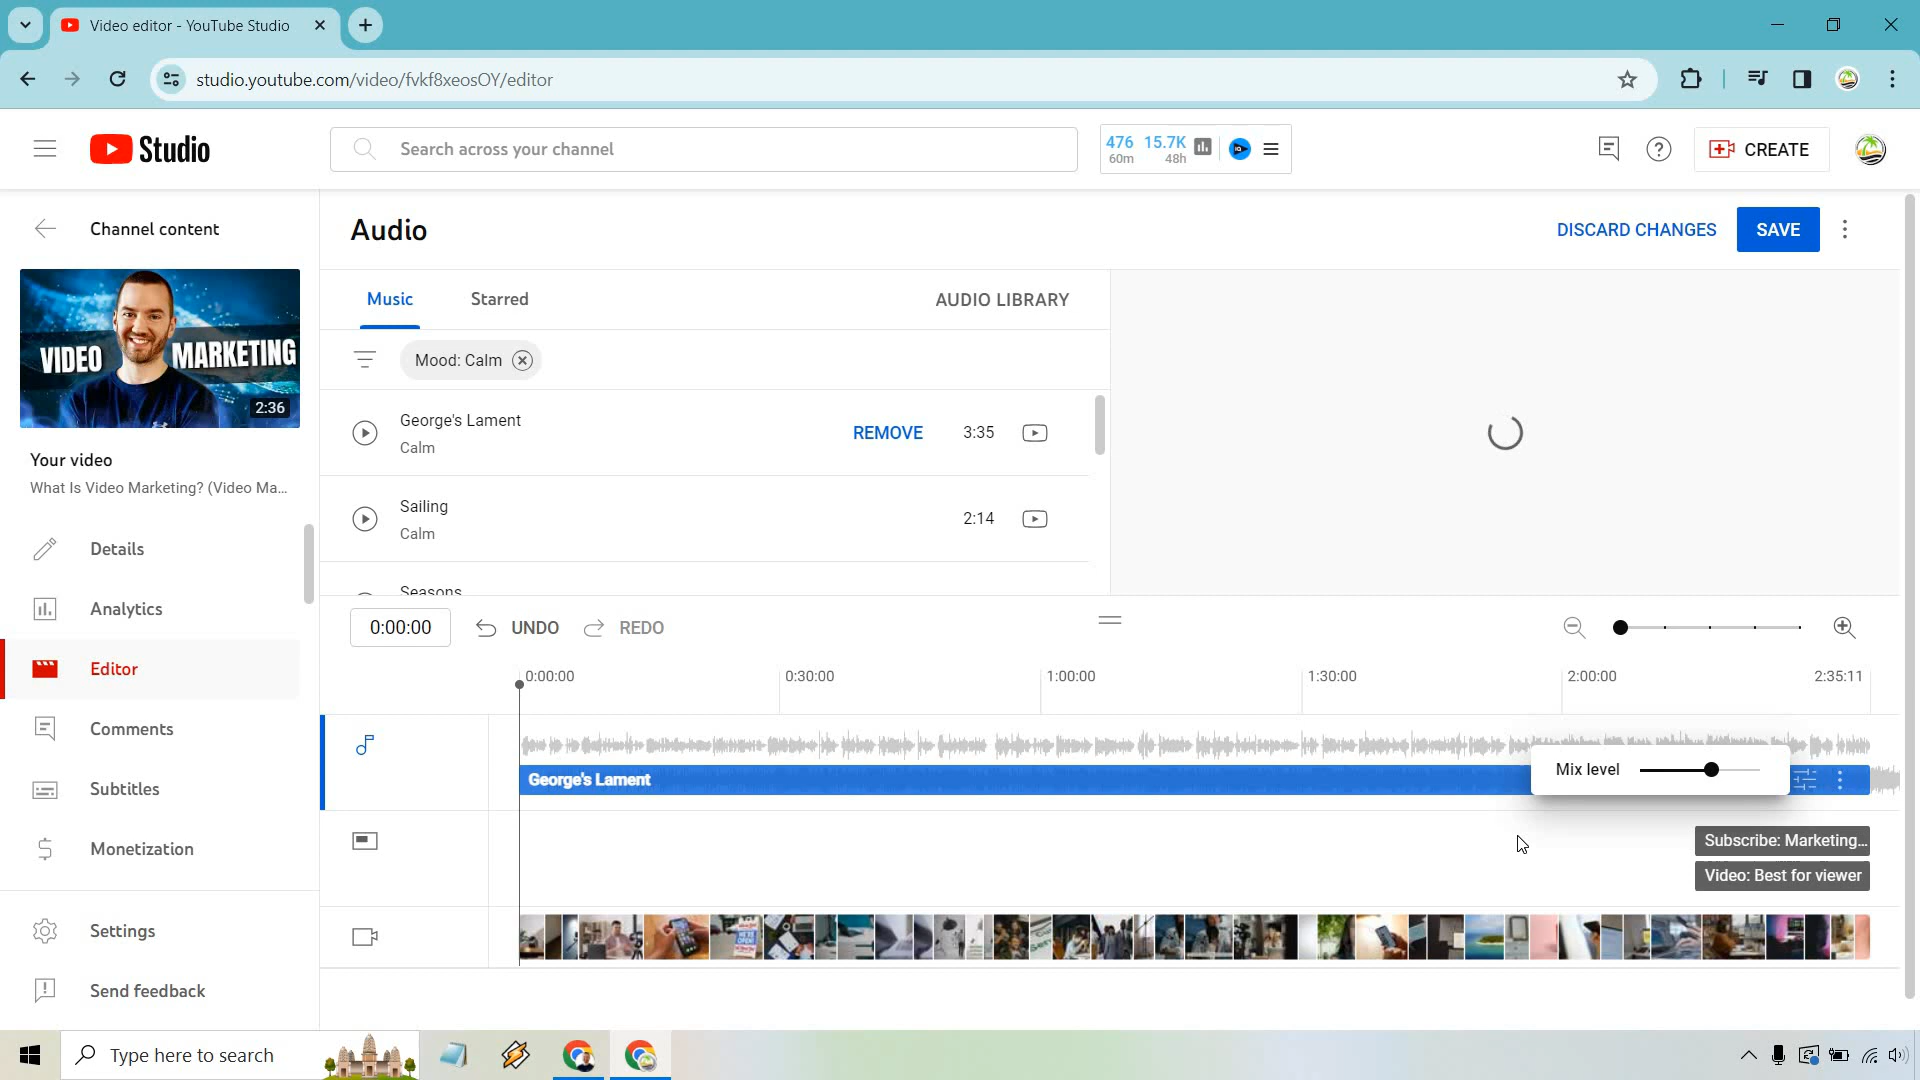 Video editor - YouTube Studio
studio.youtube.com/video/fvkf8xeosOY/editor
Studio
Search across your channel
476 15.7K
60m 48h
CREATE
Channel content
Audio
DISCARD CHANGES
SAVE
VIDEO MARKETING
2:36
Music
Starred
AUDIO LIBRARY
Mood: Calm
George's Lament
Calm
REMOVE
3:35
Your video
What Is Video Marketing? (Video Ma...
Sailing
Calm
2:14
Seasons
Details
Analytics
Editor
Comments
Subtitles
Monetization
Settings
Send feedback
0:00:00
UNDO
REDO
0:00:00
0:30:00
1:00:00
1:30:00
2:00:00
2:35:11
George's Lament
Mix level
Subscribe: Marketing...
Video: Best for viewer
Type here to search